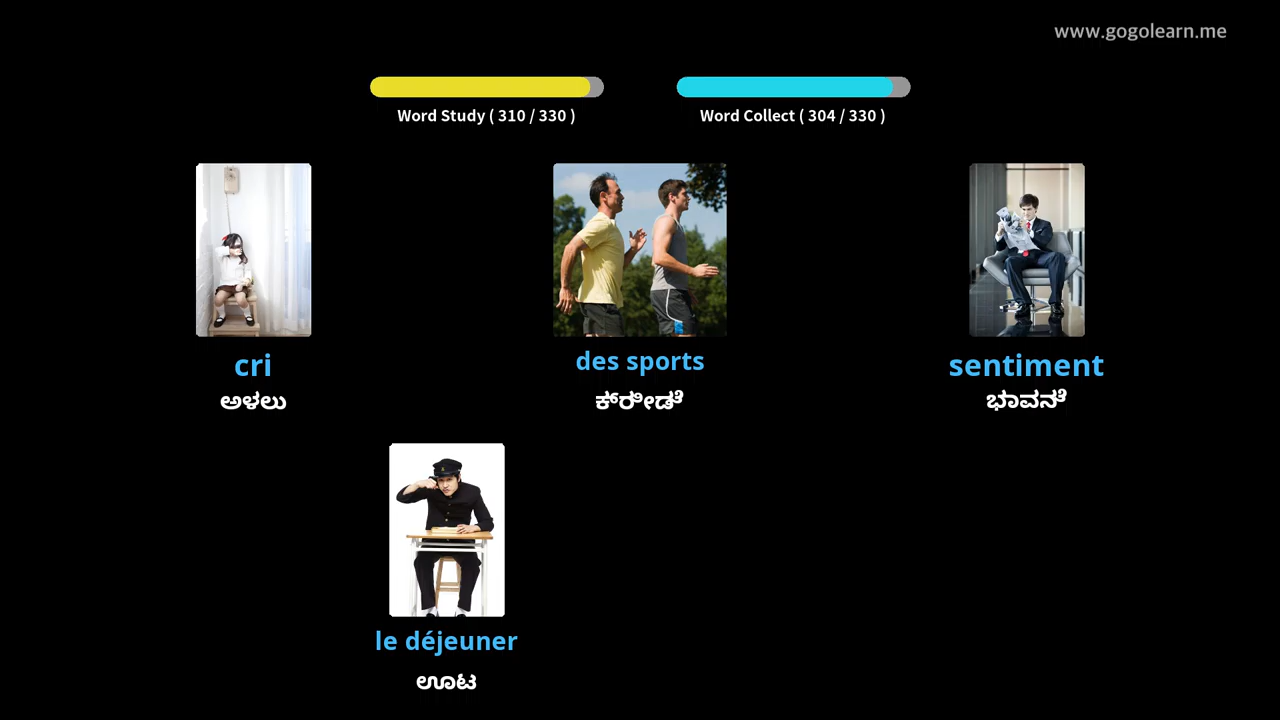 www.gogolearn.me
Word Study ( 310 / 330 )
Word Collect ( 304 / 330 )
cri
ಅಳಲು
des sports
ಕ್ರೀಡೆ
sentiment
ಭಾವನೆ
le déjeuner
ಊಟ